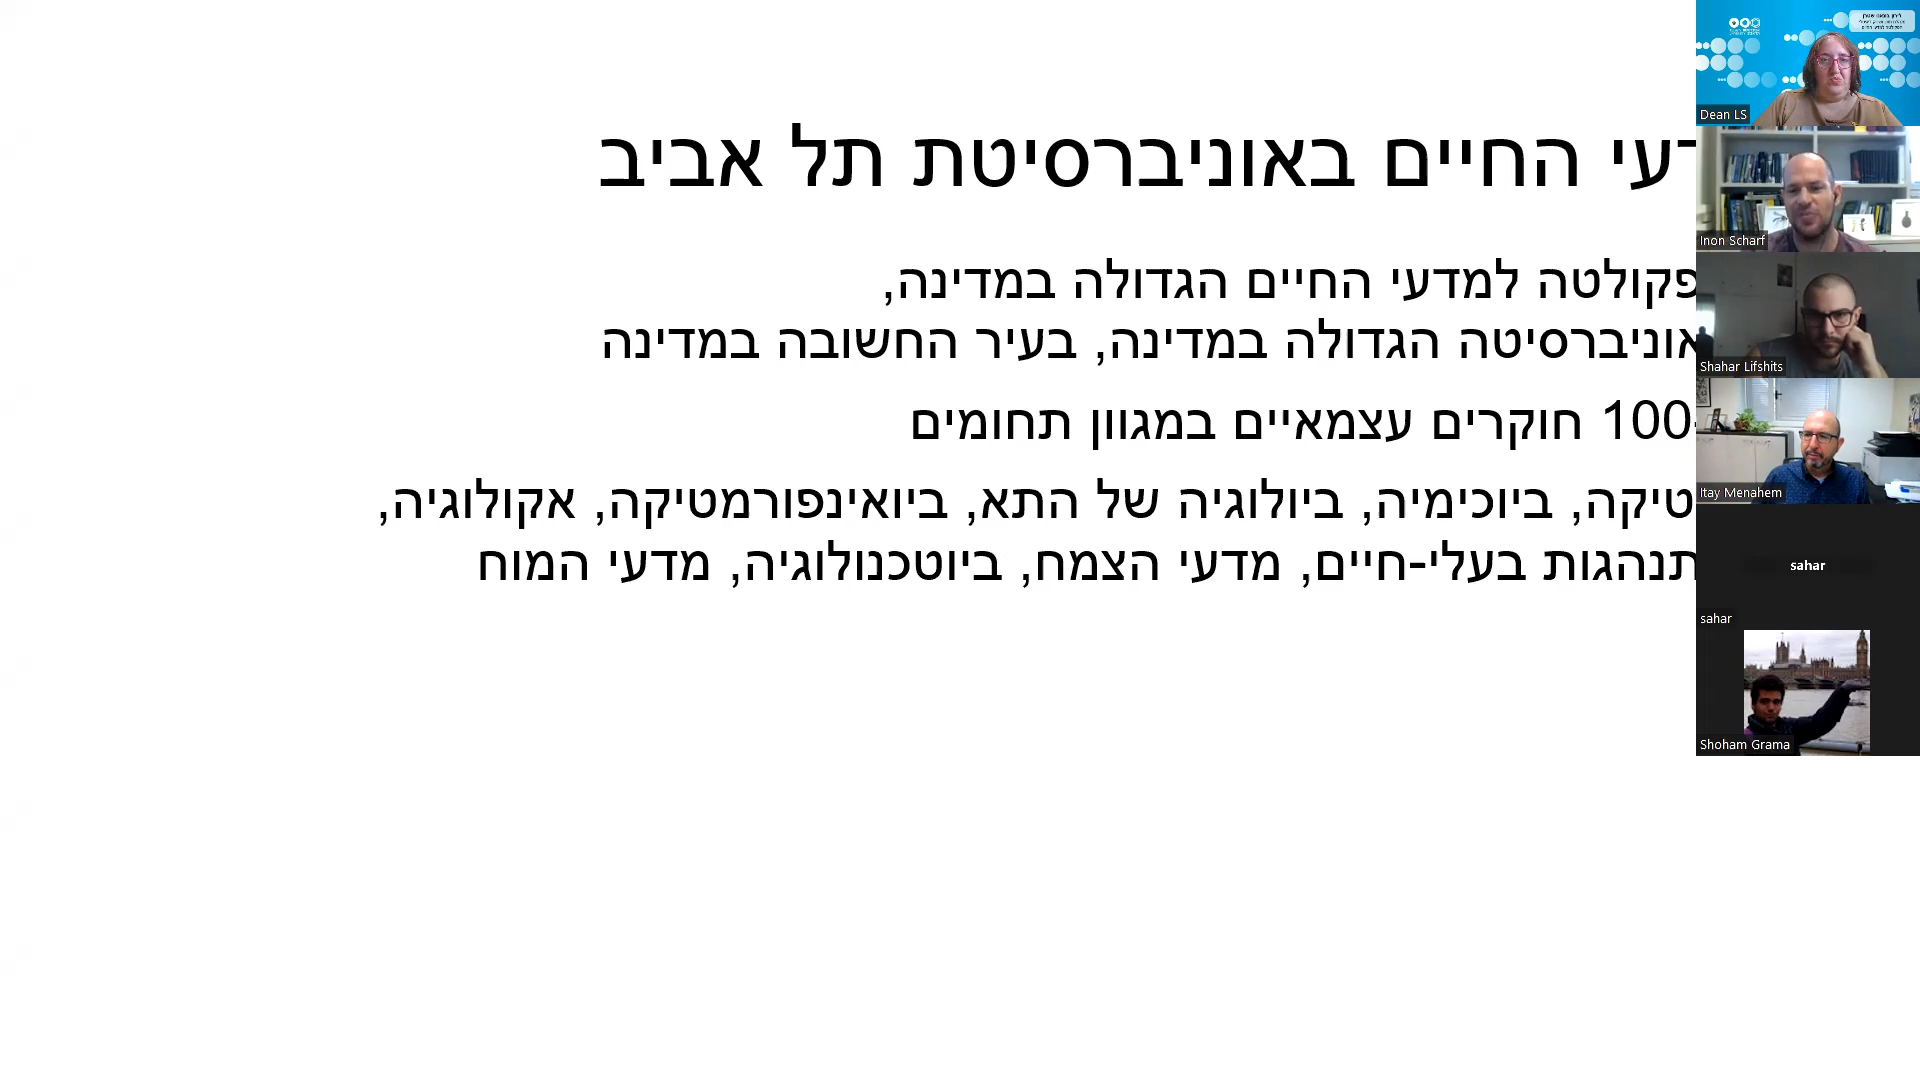 דעי החיים באוניברסיטת תל אביב
פקולטה למדעי החיים הגדולה במדינה,
אוניברסיטה הגדולה במדינה, בעיר החשובה במדינה
100 חוקרים עצמאיים במגוון תחומים
טיקה, ביוכימיה, ביולוגיה של התא, ביואינפורמטיקה, אקולוגיה,
תנהגות בעלי-חיים, מדעי הצמח, ביוטכנולוגיה, מדעי המוח
Dean LS
Inon Scharf
Shahar Lifshits
Itay Menahem
sahar
sahar
Shoham Grama